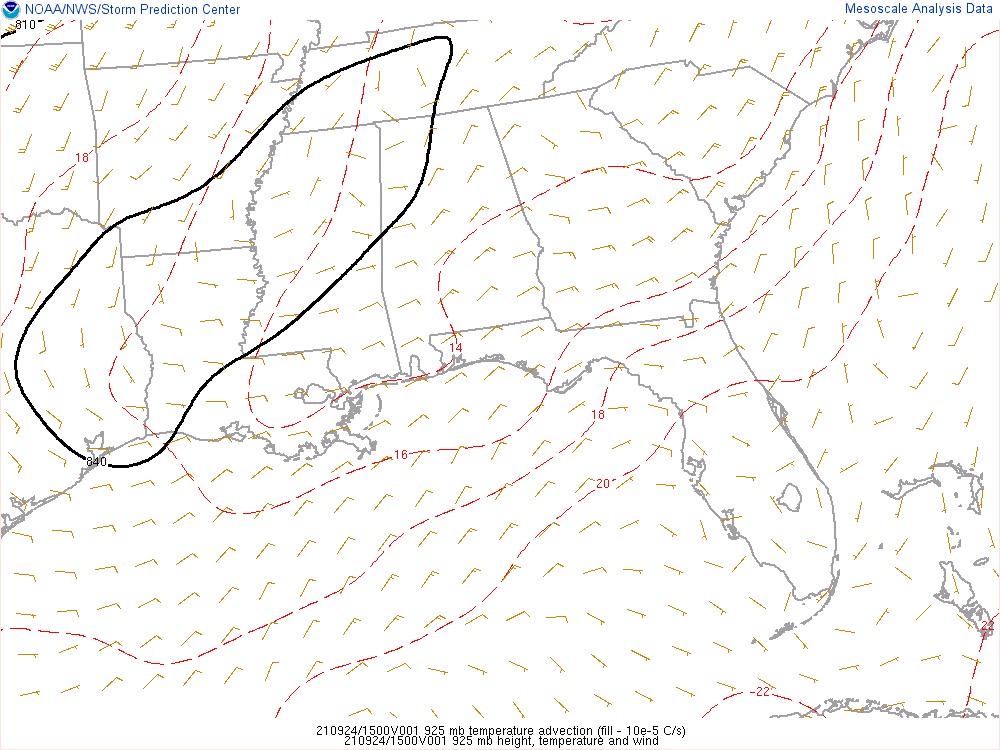 NOAA/NWS/Storm Prediction Center
Mesoscale Analysis Data
810
18
14
18
16
840
20
22
-22
210924/1500V001 925 mb temperature advection (fill - 10e-5 C/s)
210924/1500V001 925 mb height, temperature and wind